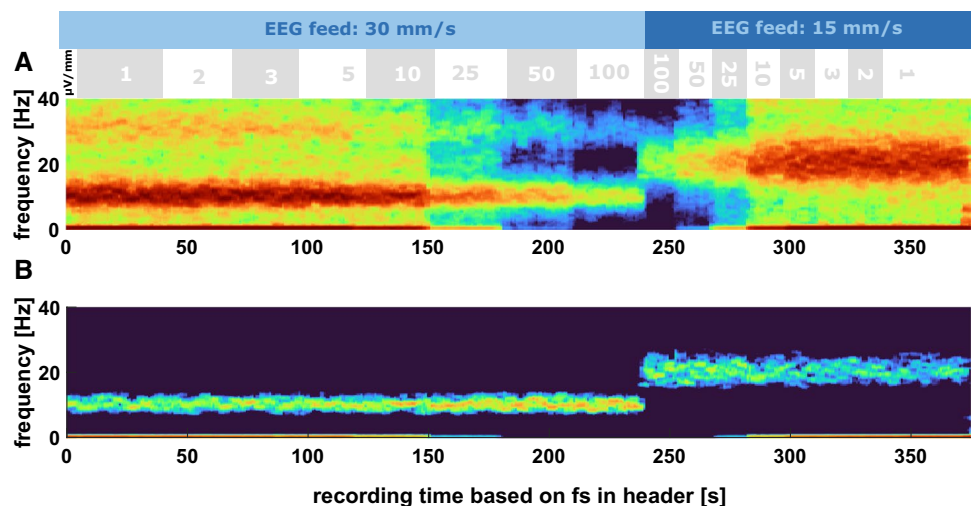 EEG feed: 30 mm/s EEG feed: 15 mm/s
A
µV/mm 1 2 3 5 10 25 50 100 100 50 25 10 5 3 2 1
frequency [Hz]
40
20
0
0 50 100 150 200 250 300 350
B
frequency [Hz]
40
20
0
0 50 100 150 200 250 300 350
recording time based on fs in header [s]